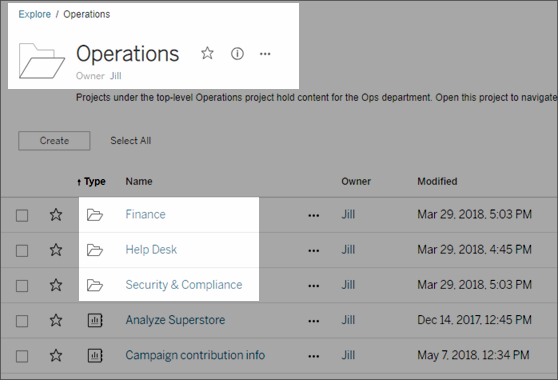 Explore / Operations
Operations
Owner Jill
Projects under the top-level Operations project hold content for the Ops department. Open this project to navigate
Create Select All
↑ Type Name Owner Modified
Finance ••• Jill Mar 29, 2018, 5:03 PM
Help Desk ••• Jill Mar 29, 2018, 4:45 PM
Security & Compliance ••• Jill Mar 29, 2018, 5:03 PM
Analyze Superstore ••• Jill Dec 14, 2017, 12:45 PM
Campaign contribution info ••• Jill May 7, 2018, 12:34 PM